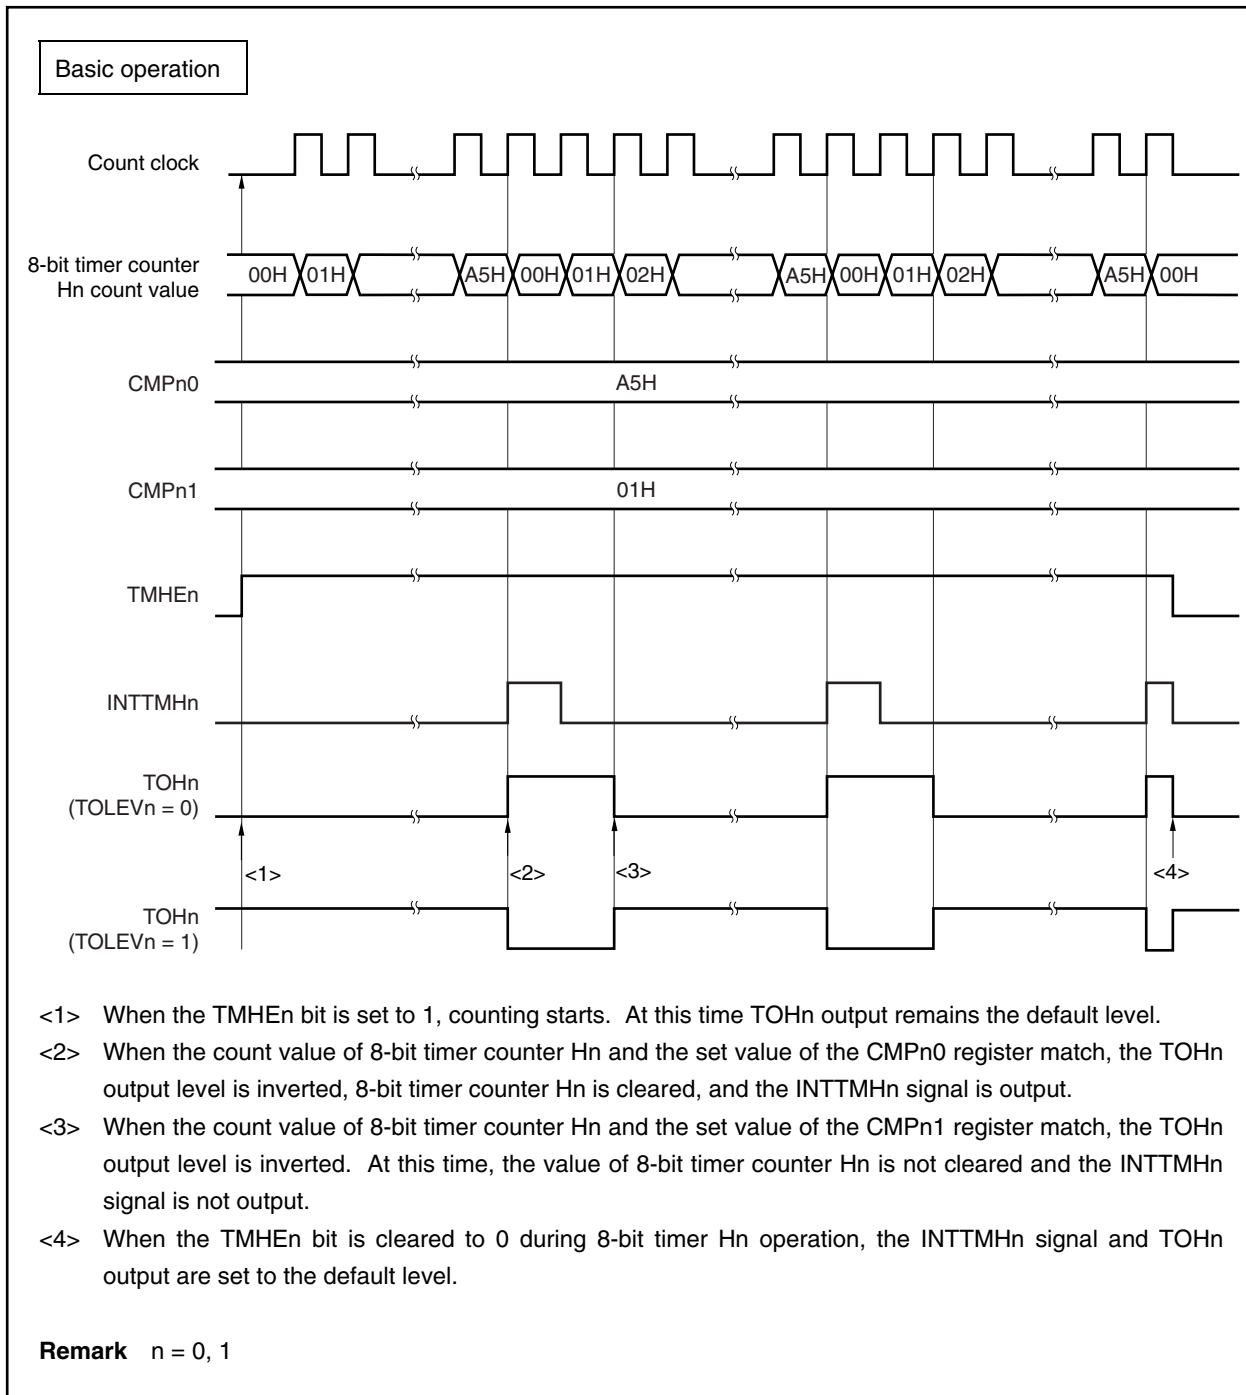 Basic operation
Count clock
8-bit timer counter
Hn count value
00H 01H A5H 00H 01H 02H A5H 00H 01H 02H A5H 00H
CMPn0
A5H
CMPn1
01H
TMHEn
INTTMHn
TOHn
(TOLEVn = 0)
<1> <2> <3> <4>
TOHn
(TOLEVn = 1)
<1> When the TMHEn bit is set to 1, counting starts. At this time TOHn output remains the default level.
<2> When the count value of 8-bit timer counter Hn and the set value of the CMPn0 register match, the TOHn
output level is inverted, 8-bit timer counter Hn is cleared, and the INTTMHn signal is output.
<3> When the count value of 8-bit timer counter Hn and the set value of the CMPn1 register match, the TOHn
output level is inverted. At this time, the value of 8-bit timer counter Hn is not cleared and the INTTMHn
signal is not output.
<4> When the TMHEn bit is cleared to 0 during 8-bit timer Hn operation, the INTTMHn signal and TOHn
output are set to the default level.
Remark n = 0, 1